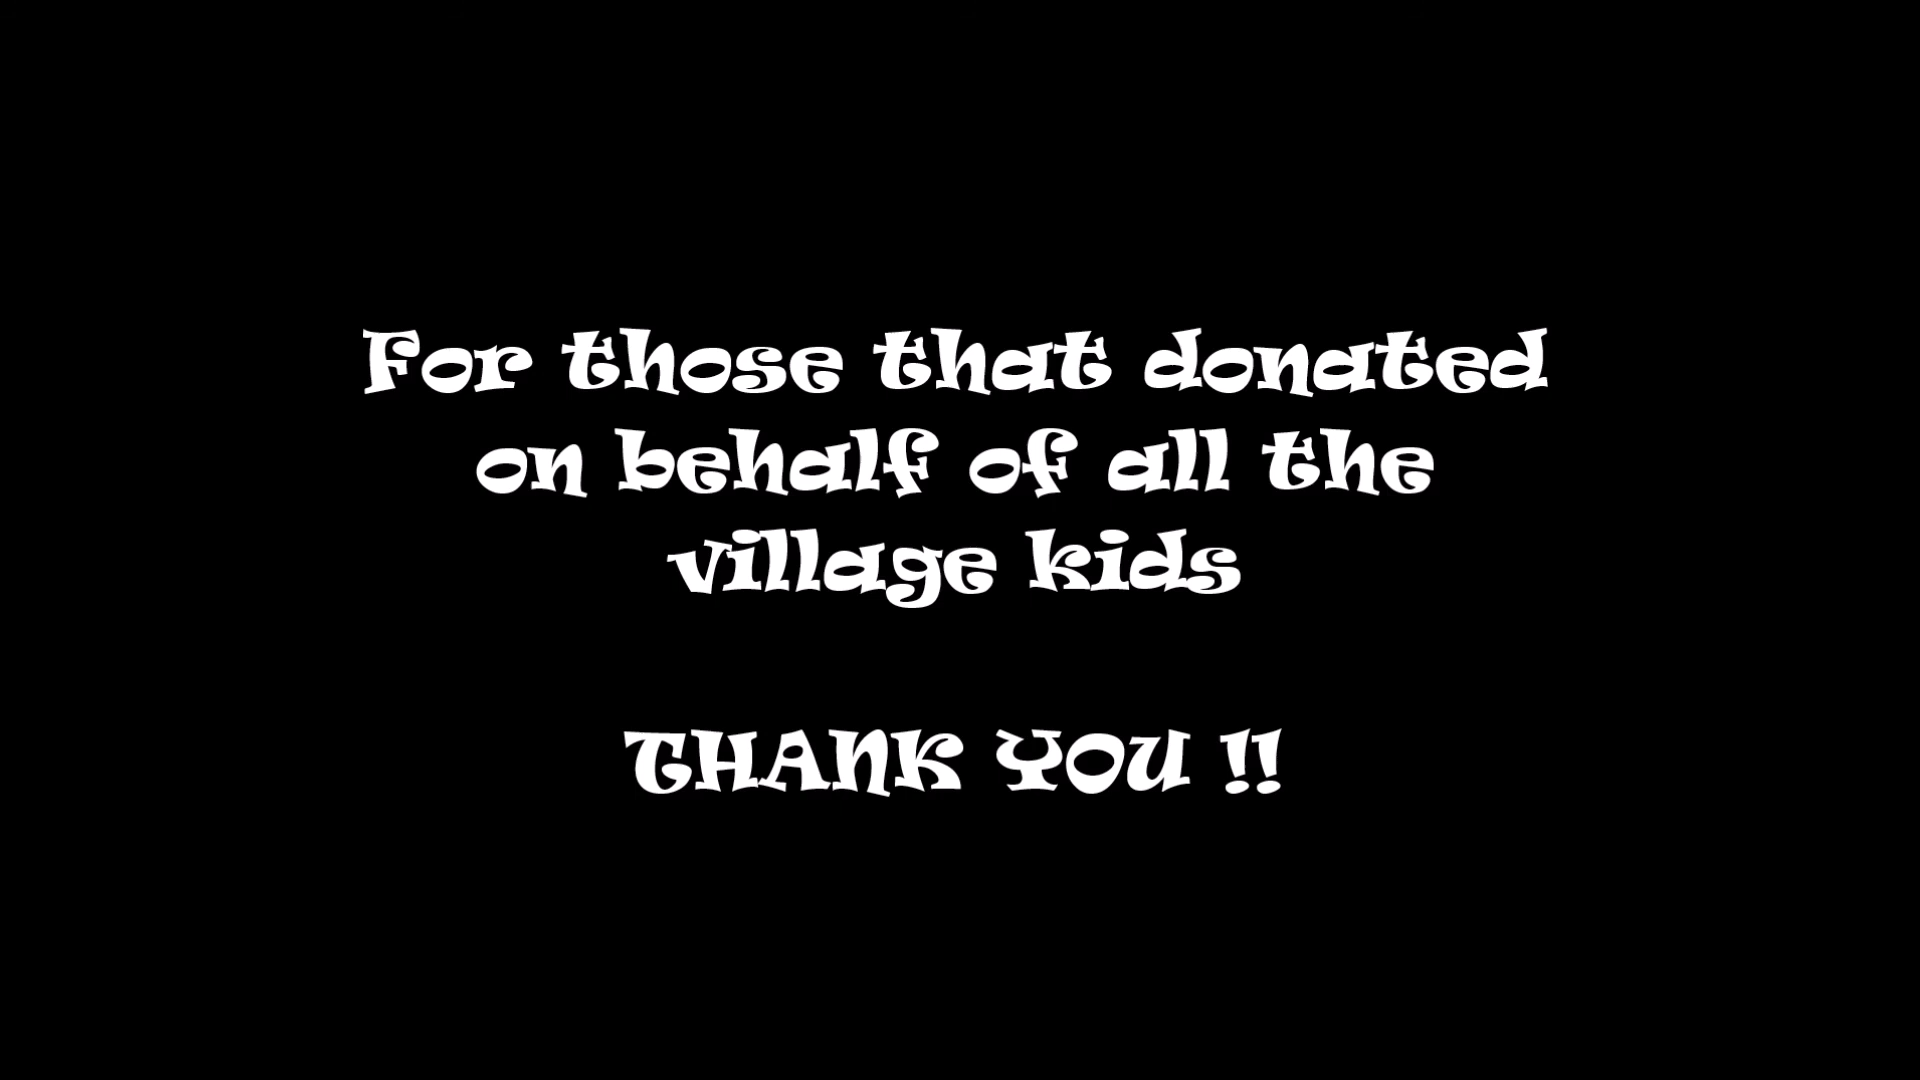 For those that donated
on behalf of all the
village kids
THANK YOU !!